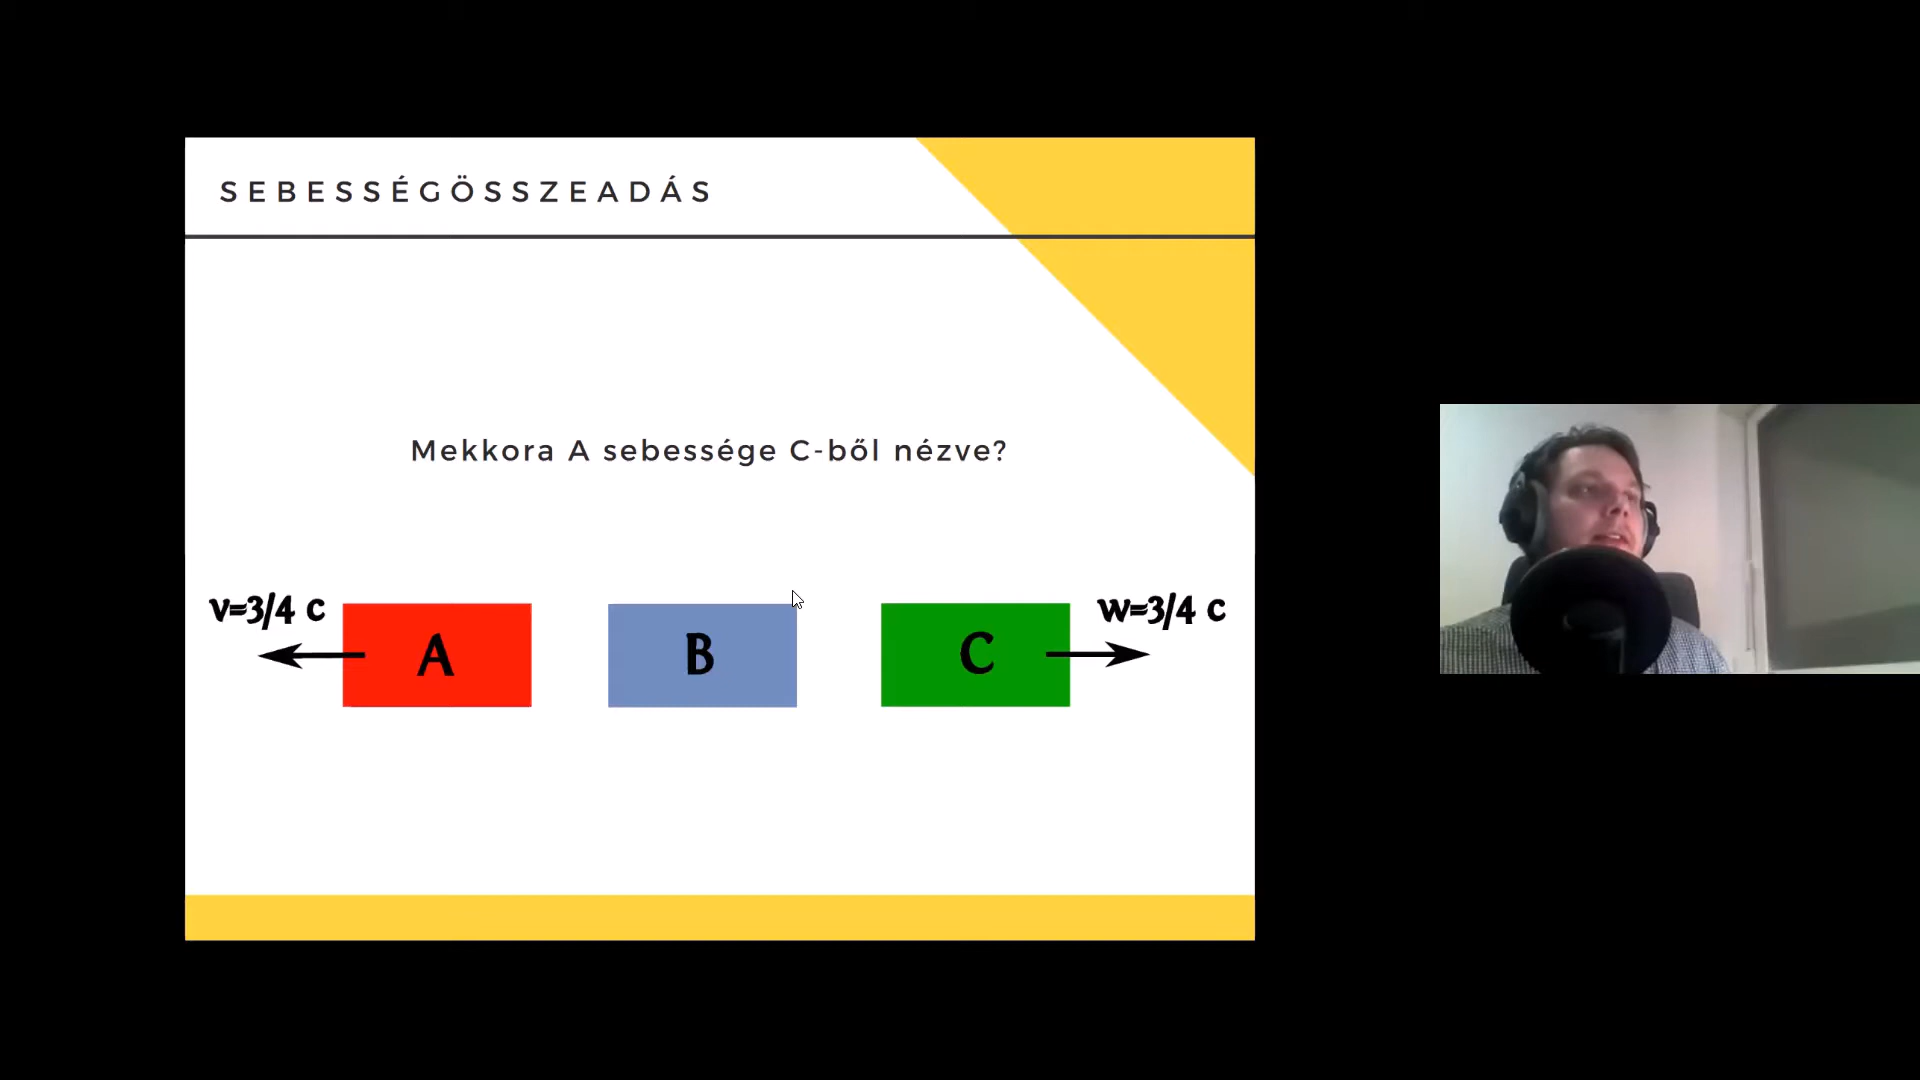 SEBESSÉGÖSSZEADÁS
Mekkora A sebessége C-ből nézve?
v=3/4 c
A
B
C
w=3/4 c